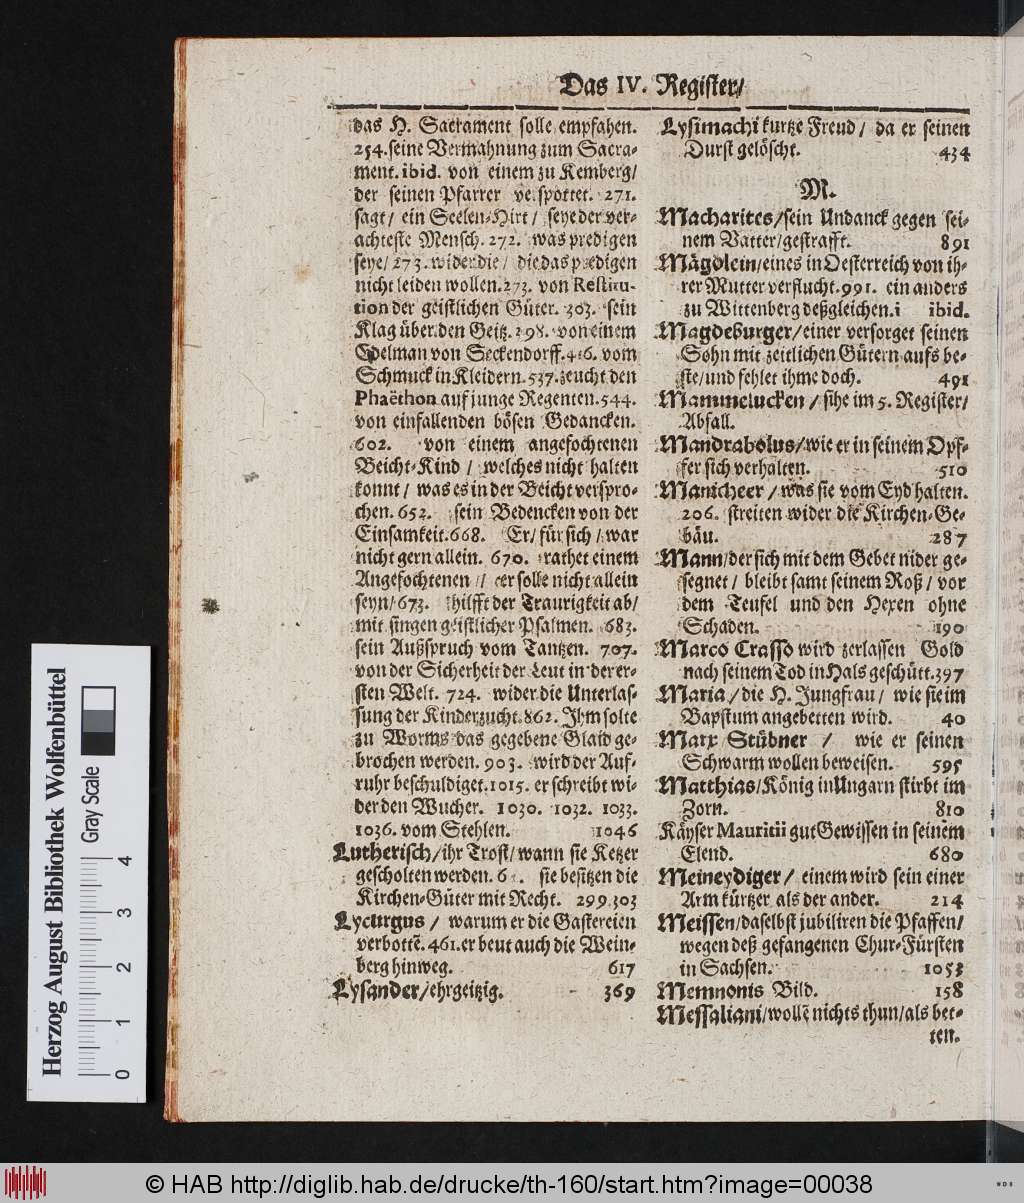 Das IV. Register/
das H. Sacrament solle empfahen.
254. seine Vermahnung zum Sacra-
ment. ibid. von einem zu Kemberg/
der seinen Pfarrer verspottet. 271.
sagt/ ein Seelen-Hirt/ seye der ver-
achteste Mensch. 272. was predigen
seye/ 273. wider die/ die das predigen
nicht leiden wollen. 273. von Restitu-
tion der geistlichen Güter. 303. sein
Klag über den Geitz. 398. von einem
Edelman von Seckendorff. 416. vom
Schmuck in Kleidern. 537. zeucht den
Phaëthon auf junge Regenten. 544.
von einfallenden bösen Gedancken.
602. von einem angefochtenen
Beicht-Kind/ welches nicht halten
konnt/ was es in der Beicht verspro-
chen. 652. sein Bedencken von der
Einsamkeit. 668. Er/ für sich/ war
nicht gern allein. 670. rathet einem
Angefochtenen/ er solle nicht allein
seyn/ 673. hilfft der Traurigkeit ab/
mit singen geistlicher Psalmen. 683.
sein Außspruch vom Tantzen. 707.
von der Sicherheit der Leut in der er-
sten Welt. 724. wider die Unterlas-
sung der Kinderzucht. 862. Ihm solte
zu Worms das gegebene Glaid ge-
brochen werden. 903. wird der Auf-
ruhr beschuldiget. 1015. er schreibt wi-
der den Wucher. 1030. 1032. 1033.
1036. vom Stehlen. 1046
Lutherisch/ ihr Trost/ wann sie Ketzer
gescholten werden. sie besitzen die
Kirchen-Güter mit Recht. 299. 303
Lycurgus/ warum er die Gastereien
verbottē. 461. er heut auch die Wein-
berg hinweg. 617
Lysander/ ehrgeitzig. 369
Lysimachi kurtze Freud/ da er seinen
Durst gelöscht. 434
M.
Macharites/ sein Undanck gegen sei-
nem Vatter/ gestrafft. 891
Mägdlein/ eines in Oesterreich von ih-
rer Mutter verflucht. 991. ein anders
zu Wittenberg deßgleichen. ibid.
Magdeburger/ einer versorget seinen
Sohn mit zeitlichen Gütern aufs be-
ste/ und fehlet ihme doch. 491
Mammelucken/ sihe im 5. Register/
Abfall.
Mandrabolus/ wie er in seinem Opf-
fer sich verhalten. 510
Manicheer/ was sie vom Eyd halten.
206. streiten wider die Kirchen-Ge-
bäu. 287
Mann/ der sich mit dem Gebet nider ge-
segnet/ bleibt samt seinem Roß/ vor
dem Teufel und den Hexen ohne
Schaden. 190
Marco Crasso wird zerlassen Gold
nach seinem Tod in Hals geschütt. 397
Maria/ die H. Jungfrau/ wie sie im
Bapstum angebetten wird. 40
Marx Stübner/ wie er seinen
Schwarm wollen beweisen. 595
Matthias/ König in Ungarn stirbt im
Zorn. 810
Käyser Mauritii gut Gewissen in seinem
Elend. 680
Meineydiger/ einem wird sein einer
Arm kürtzer als der ander. 214
Meissen/ daselbst jubiliren die Pfaffen/
wegen deß gefangenen Chur-Fürsten
in Sachsen. 1053
Memnonis Bild. 158
Messaliani/ wollē nichts thun/ als bet-
ten.
Herzog August Bibliothek Wolfenbüttel
Gray Scale
0 1 2 3 4
© HAB http://diglib.hab.de/drucke/th-160/start.htm?image=00038